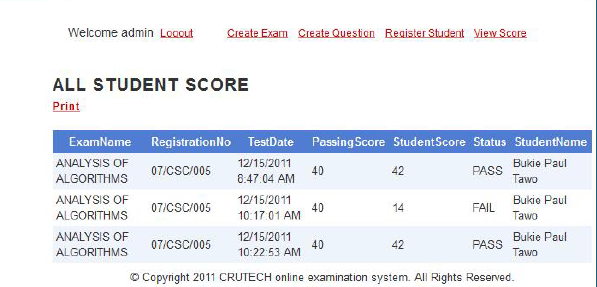 Welcome admin Logout Create Exam Create Question Register Student View Score
ALL STUDENT SCORE
Print
ExamName RegistrationNo TestDate PassingScore StudentScore Status StudentName
ANALYSIS OF ALGORITHMS 07/CSC/005 12/15/2011 8:47:04 AM 40 42 PASS Bukie Paul Tawo
ANALYSIS OF ALGORITHMS 07/CSC/005 12/15/2011 10:17:01 AM 40 14 FAIL Bukie Paul Tawo
ANALYSIS OF ALGORITHMS 07/CSC/005 12/15/2011 10:22:53 AM 40 42 PASS Bukie Paul Tawo
© Copyright 2011 CRUTECH online examination system. All Rights Reserved.